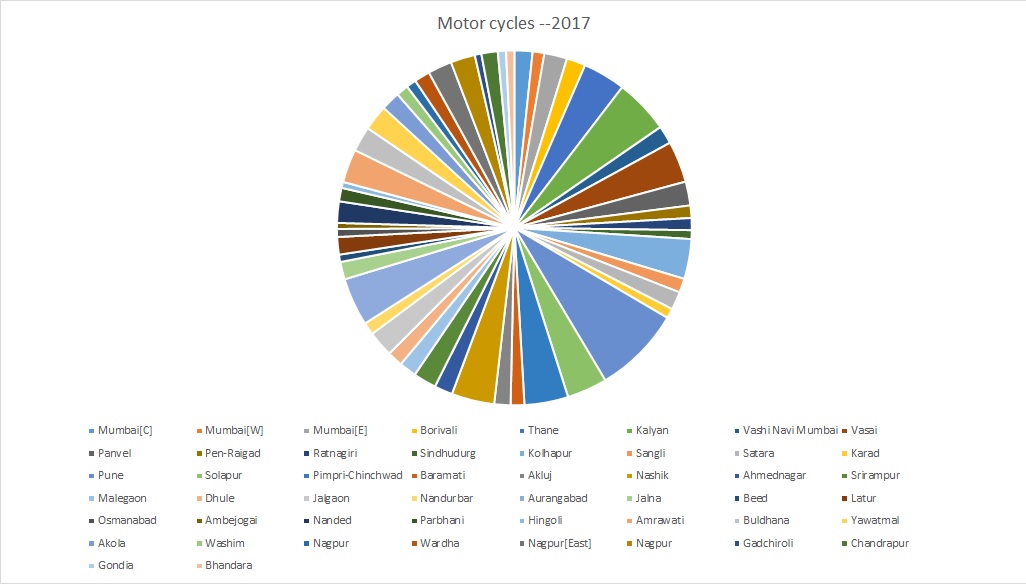 Motor cycles --2017
Mumbai[C] Mumbai[W] Mumbai[E] Borivali Thane Kalyan Vashi Navi Mumbai Vasai
Panvel Pen-Raigad Ratnagiri Sindhudurg Kolhapur Sangli Satara Karad
Pune Solapur Pimpri-Chinchwad Baramati Akluj Nashik Ahmednagar Srirampur
Malegaon Dhule Jalgaon Nandurbar Aurangabad Jalna Beed Latur
Osmanabad Ambejogai Nanded Parbhani Hingoli Amrawati Buldhana Yawatmal
Akola Washim Nagpur Wardha Nagpur[East] Nagpur Gadchiroli Chandrapur
Gondia Bhandara